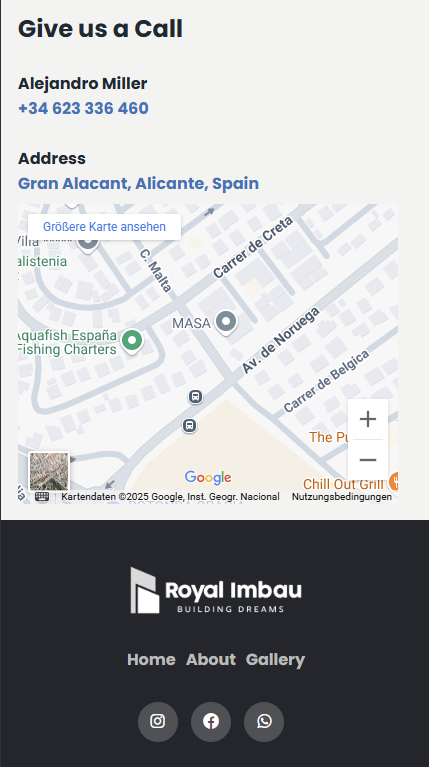 Give us a Call
Alejandro Miller
+34 623 336 460
Address
Gran Alacant, Alicante, Spain
Größere Karte ansehen
Villa
alistenia
C. Malta
Carrer de Creta
MASA
Aquafish España
Fishing Charters
Av. de Noruega
Carrer de Belgica
The Pu
Chill Out Grill
Google
Kartendaten ©2025 Google, Inst. Geogr. Nacional
Nutzungsbedingungen
Royal Imbau
BUILDING DREAMS
Home About Gallery